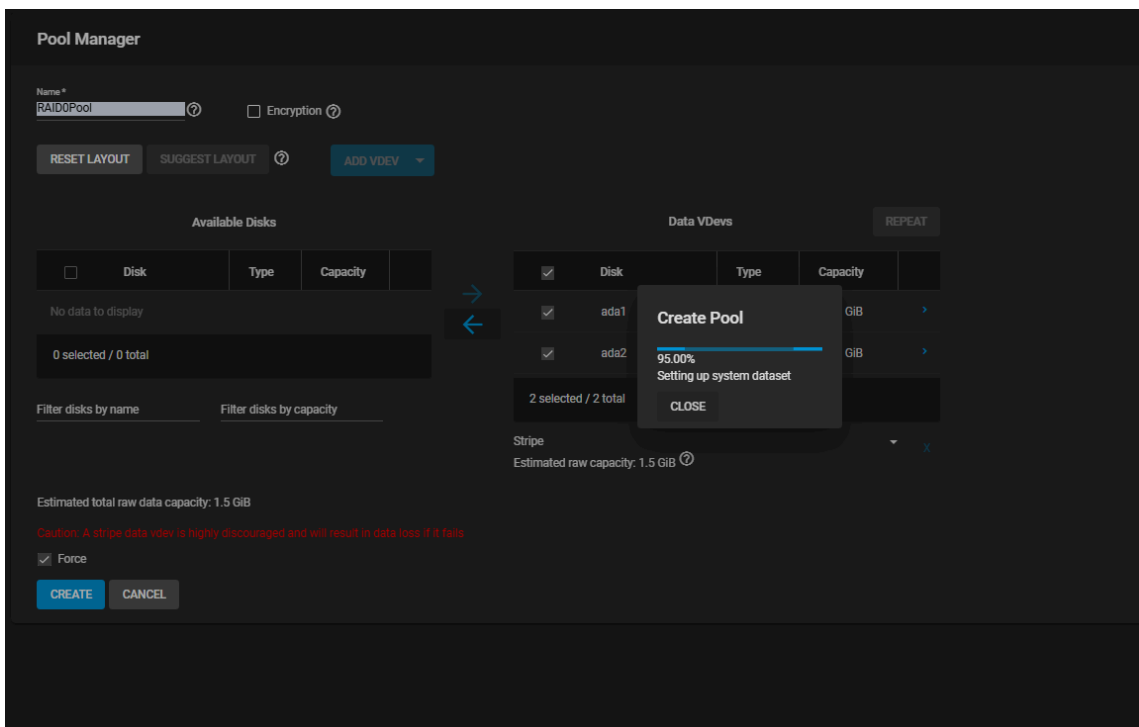 Pool Manager
Name *
RAID0Pool
Encryption
RESET LAYOUT SUGGEST LAYOUT ADD VDEV
Available Disks
Disk Type Capacity
No data to display
0 selected / 0 total
Filter disks by name Filter disks by capacity
Data VDevs REPEAT
Disk Type Capacity
ada1 GiB
ada2 GiB
2 selected / 2 total
Stripe X
Estimated raw capacity: 1.5 GiB
Create Pool
95.00%
Setting up system dataset
CLOSE
Estimated total raw data capacity: 1.5 GiB
Caution: A stripe data vdev is highly discouraged and will result in data loss if it fails
Force
CREATE CANCEL